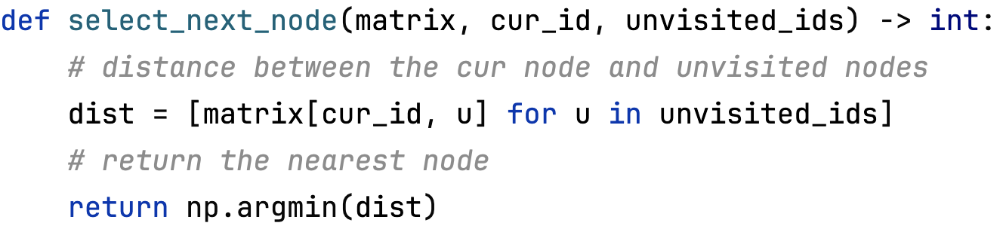 def select_next_node(matrix, cur_id, unvisited_ids) -> int:
    # distance between the cur node and unvisited nodes
    dist = [matrix[cur_id, u] for u in unvisited_ids]
    # return the nearest node
    return np.argmin(dist)